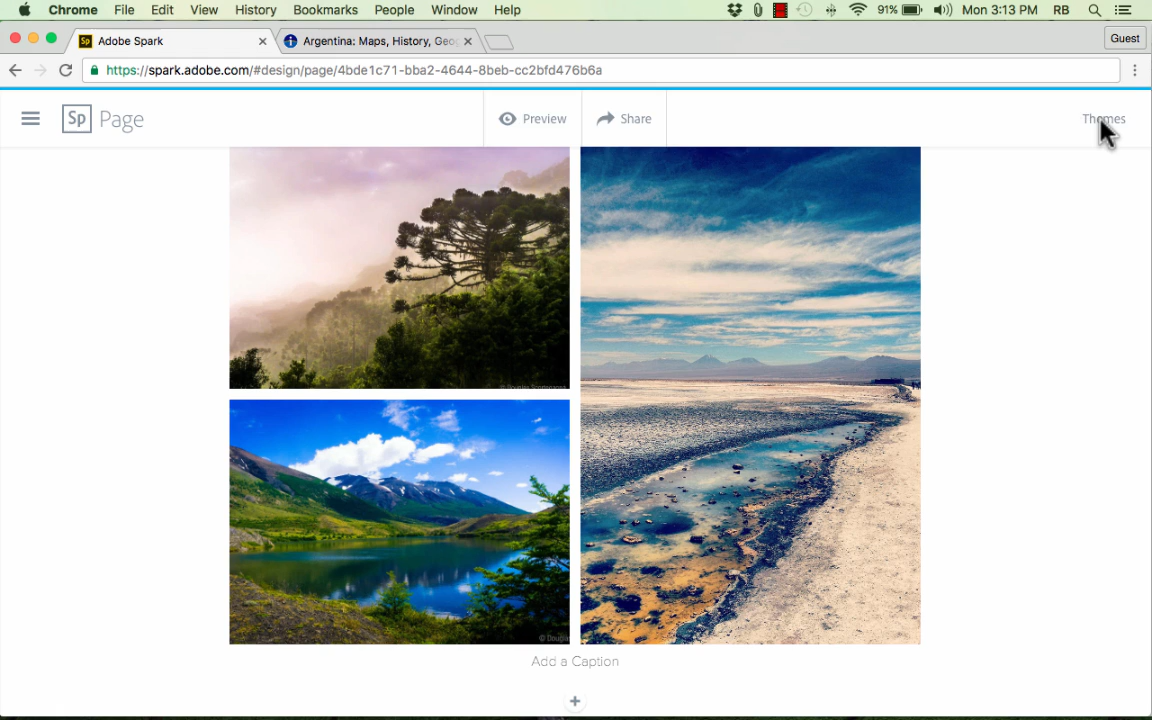 Chrome File Edit View History Bookmarks People Window Help 91% Mon 3:13 PM RB
Sp Adobe Spark
Argentina: Maps, History, Geog
Guest
https://spark.adobe.com/#design/page/4bde1c71-bba2-4644-8beb-cc2bfd476b6a
Sp Page
Preview
Share
Themes
Add a Caption